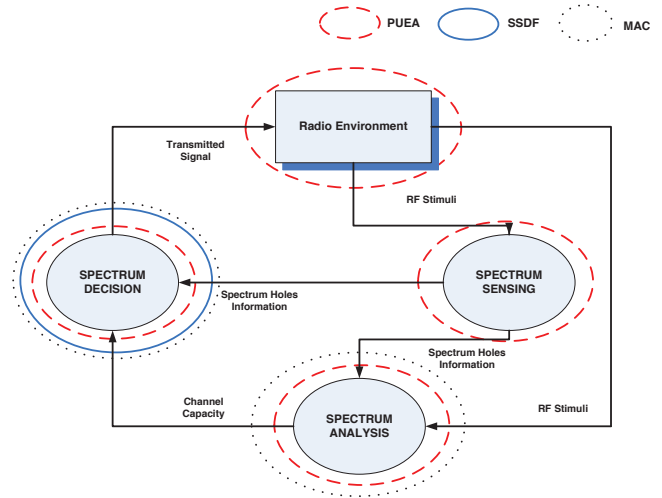 PUEA
SSDF
MAC
Radio Environment
Transmitted
Signal
RF Stimuli
SPECTRUM
DECISION
SPECTRUM
SENSING
Spectrum Holes
Information
Spectrum Holes
Information
Channel
Capacity
SPECTRUM
ANALYSIS
RF Stimuli